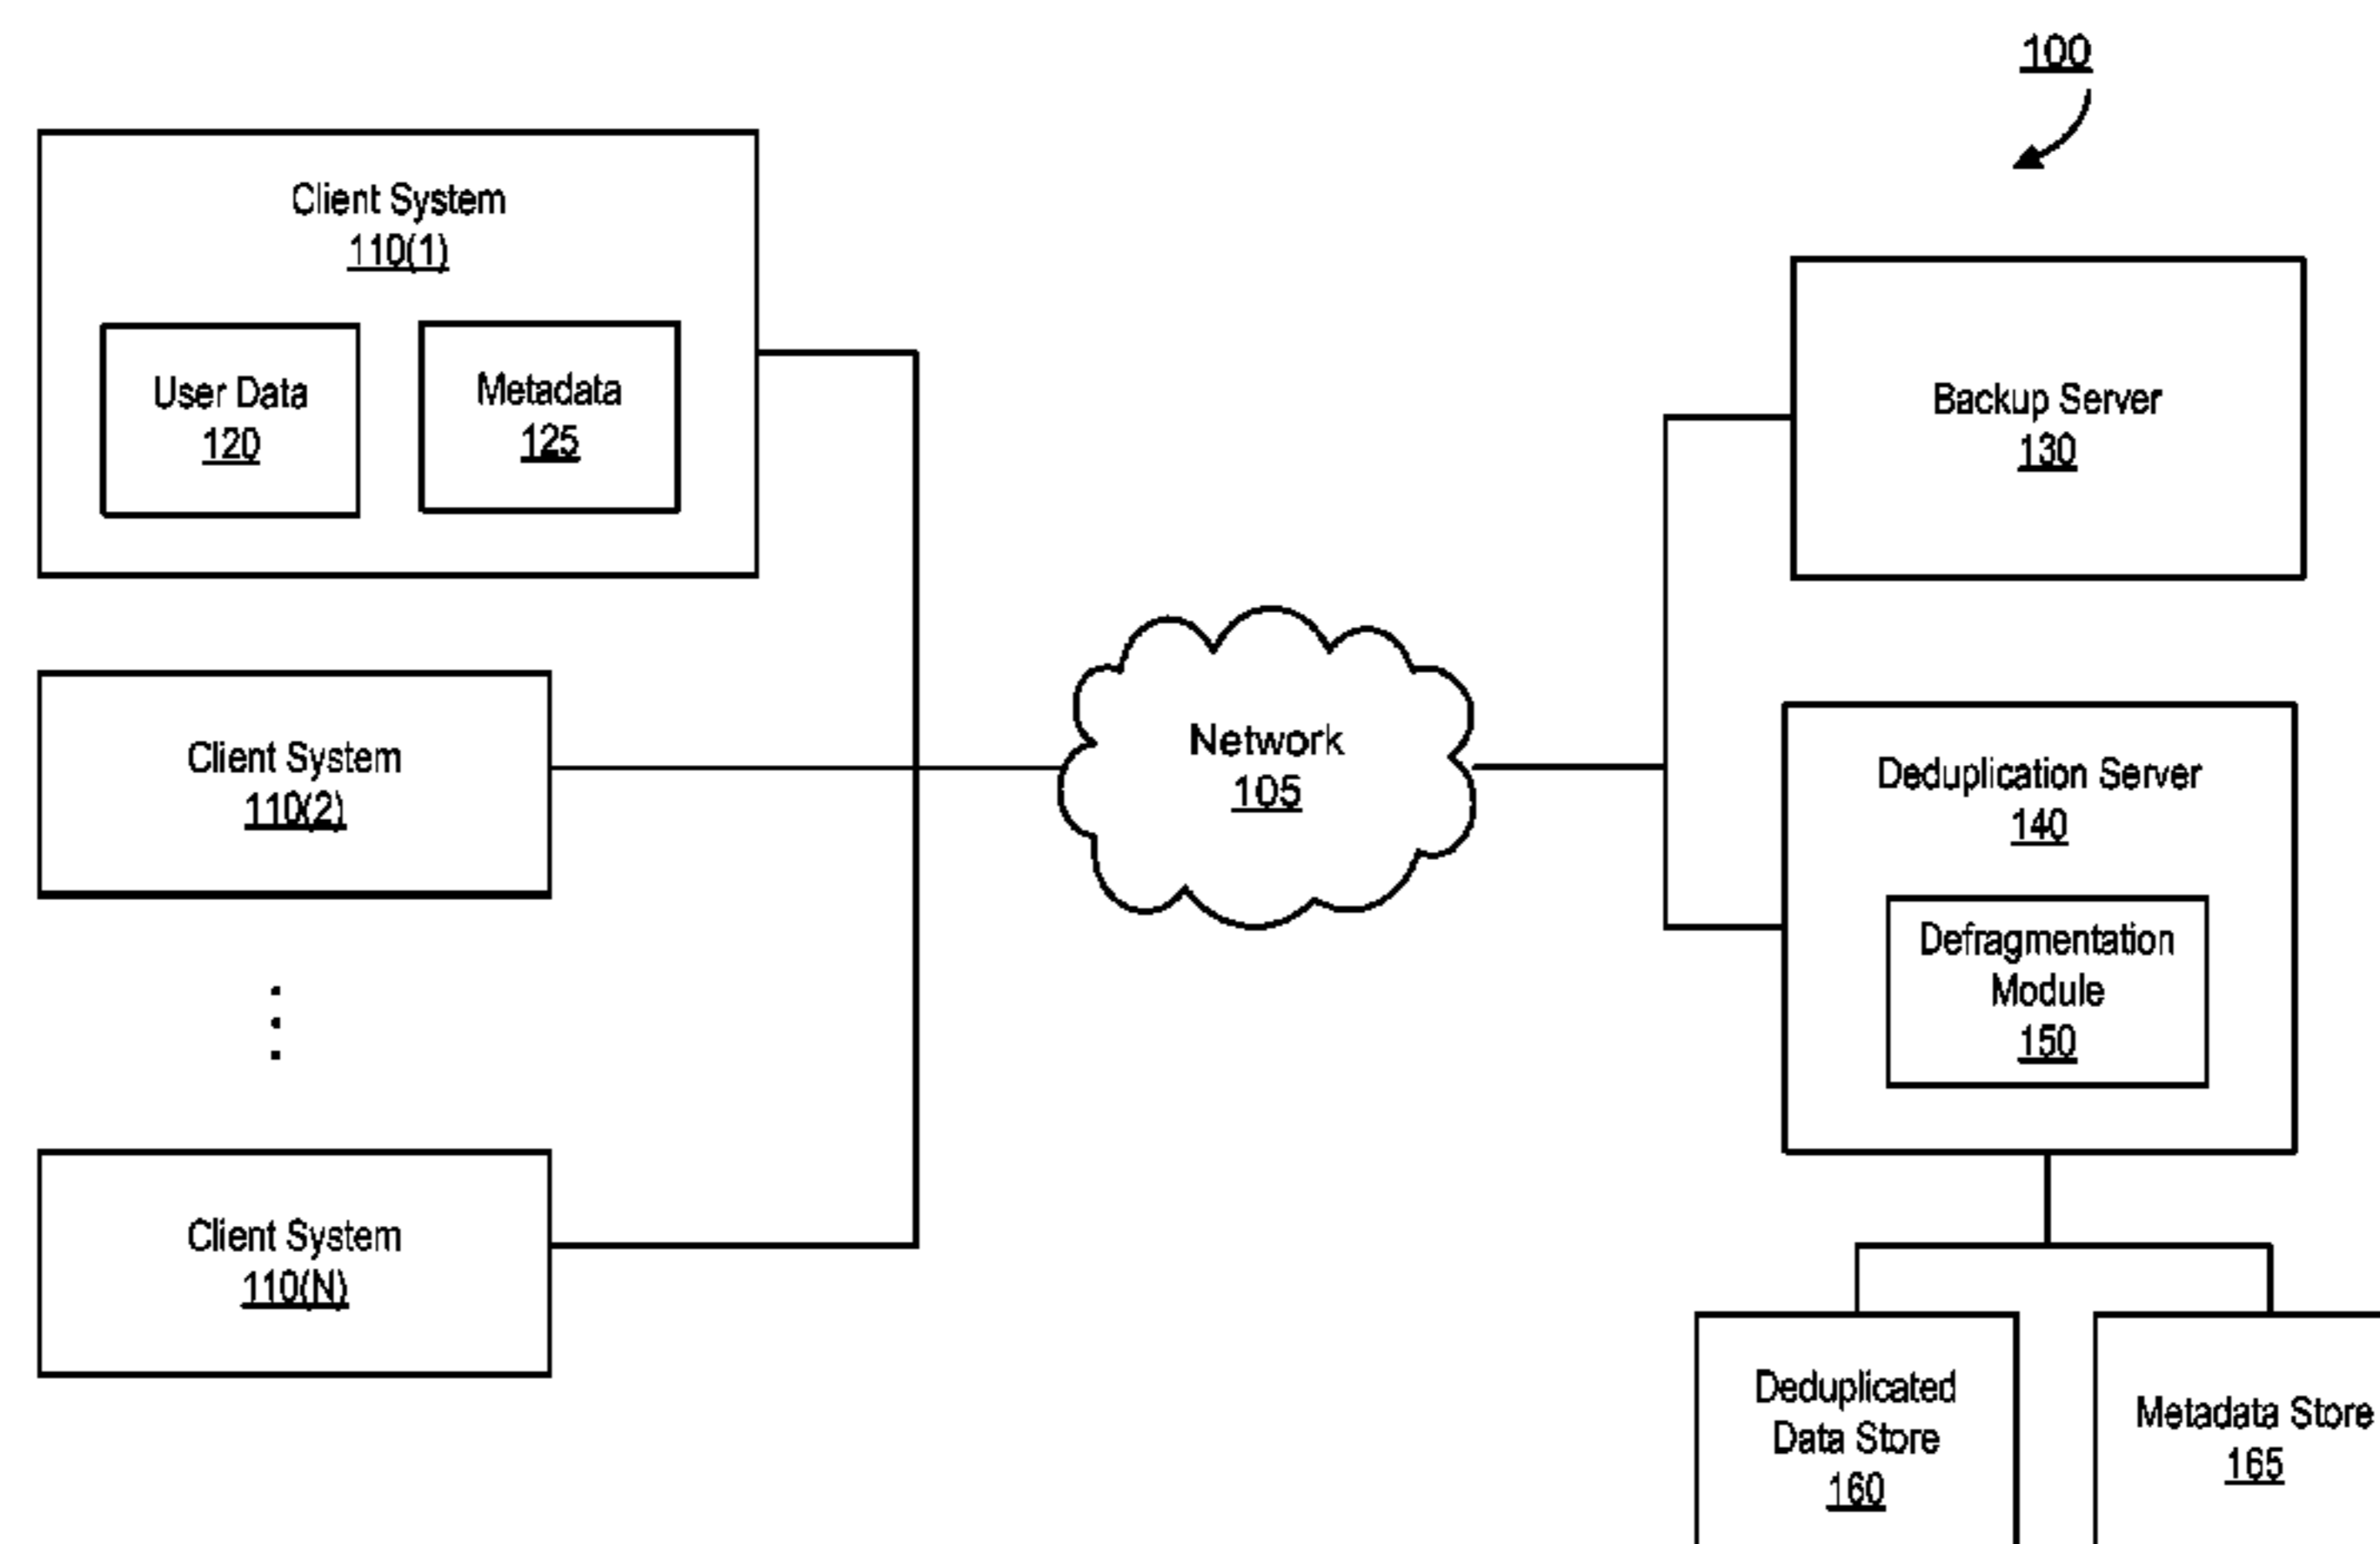 100
Client System
110(1)
User Data
120
Metadata
125
Backup Server
130
Client System
110(2)
Network
105
Deduplication Server
140
Defragmentation
Module
150
Client System
110(N)
Deduplicated
Data Store
160
Metadata Store
165